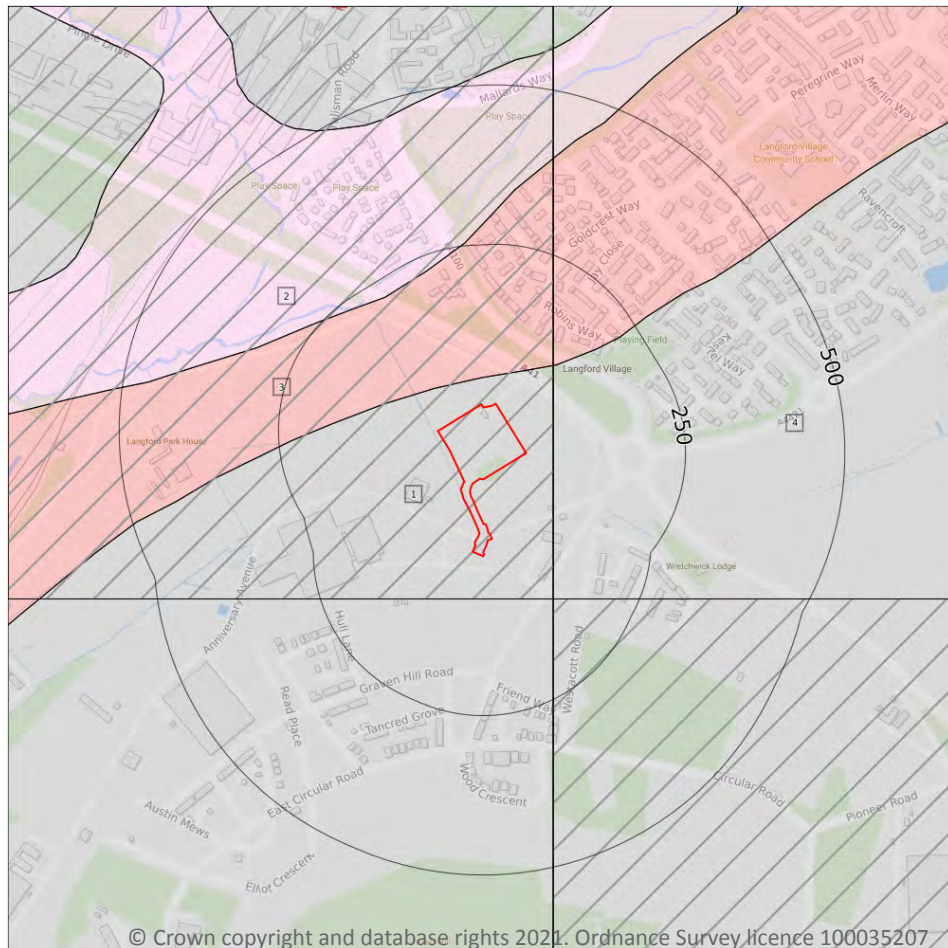 Pringle Drive
Mallards Way
Play Space
Peregrine Way
Merlin Way
Langford Village
Community School
Play Space
Play Space
Ravencroft
Goldcrest Way
2
Robins Way
Playing Field
A41
Langford Village
500
3
250
4
Langford Park House
1
Wretchwick Lodge
Anniversary Avenue
Hull Lane
Westacott Road
Graven Hill Road
Read Place
Tancred Grove
East Circular Road
Wood Crescent
Circular Road
Pioneer Road
Austin Mews
Elliot Crescent
© Crown copyright and database rights 2021. Ordnance Survey licence 100035207